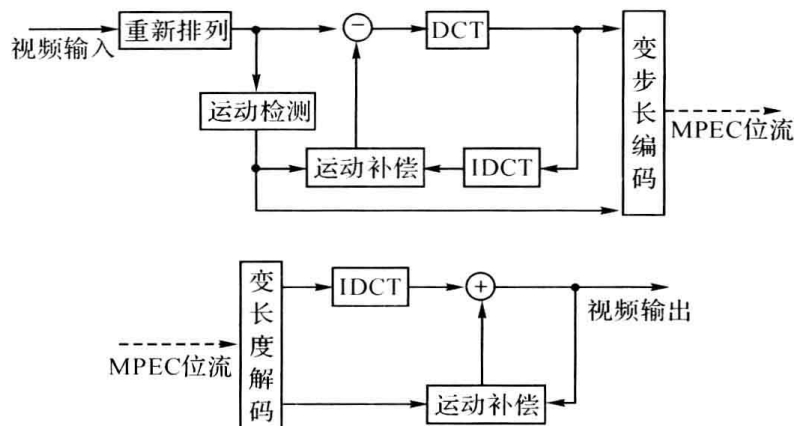 视频输入
重新排列
−
DCT
变步长编码
运动检测
MPEC位流
运动补偿
IDCT
变长度解码
IDCT
+
视频输出
MPEC位流
运动补偿